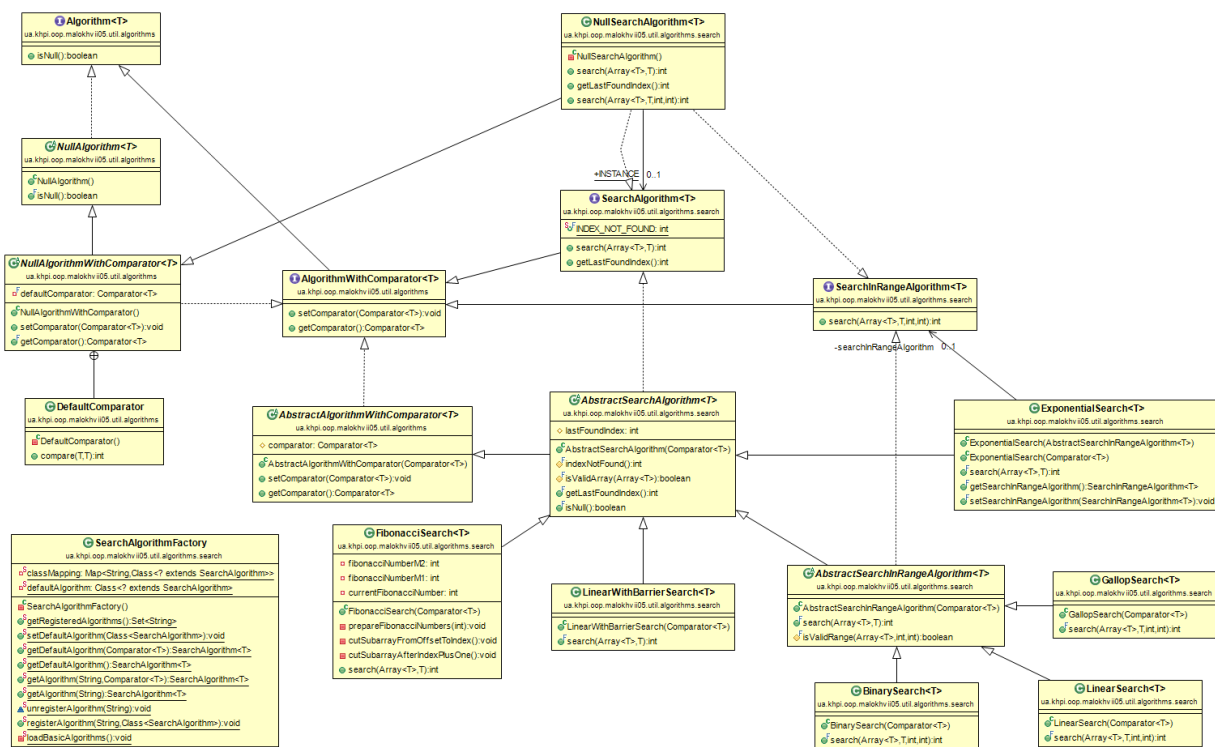 Algorithm<T>
ua.khpi.oop.malokhvii05.util.algorithms
isNull():boolean
NullSearchAlgorithm<T>
ua.khpi.oop.malokhvii05.util.algorithms.search
NullSearchAlgorithm()
search(Array<T>,T):int
getLastFoundIndex():int
search(Array<T>,T,int,int):int
NullAlgorithm<T>
ua.khpi.oop.malokhvii05.util.algorithms
NullAlgorithm()
isNull():boolean
+INSTANCE 0..1
SearchAlgorithm<T>
ua.khpi.oop.malokhvii05.util.algorithms.search
INDEX_NOT_FOUND: int
search(Array<T>,T):int
getLastFoundIndex():int
NullAlgorithmWithComparator<T>
ua.khpi.oop.malokhvii05.util.algorithms
defaultComparator: Comparator<T>
NullAlgorithmWithComparator()
setComparator(Comparator<T>):void
getComparator():Comparator<T>
AlgorithmWithComparator<T>
ua.khpi.oop.malokhvii05.util.algorithms
setComparator(Comparator<T>):void
getComparator():Comparator<T>
SearchInRangeAlgorithm<T>
ua.khpi.oop.malokhvii05.util.algorithms.search
search(Array<T>,T,int,int):int
-searchInRangeAlgorithm 0..1
DefaultComparator
ua.khpi.oop.malokhvii05.util.algorithms
DefaultComparator()
compare(T,T):int
AbstractAlgorithmWithComparator<T>
ua.khpi.oop.malokhvii05.util.algorithms
comparator: Comparator<T>
AbstractAlgorithmWithComparator(Comparator<T>)
setComparator(Comparator<T>):void
getComparator():Comparator<T>
AbstractSearchAlgorithm<T>
ua.khpi.oop.malokhvii05.util.algorithms.search
lastFoundIndex: int
AbstractSearchAlgorithm(Comparator<T>)
indexNotFound():int
isValidArray(Array<T>):boolean
getLastFoundIndex():int
isNull():boolean
ExponentialSearch<T>
ua.khpi.oop.malokhvii05.util.algorithms.search
ExponentialSearch(AbstractSearchInRangeAlgorithm<T>)
ExponentialSearch(Comparator<T>)
search(Array<T>,T):int
getSearchInRangeAlgorithm():SearchInRangeAlgorithm<T>
setSearchInRangeAlgorithm(SearchInRangeAlgorithm<T>):void
SearchAlgorithmFactory
ua.khpi.oop.malokhvii05.util.algorithms.search
classMapping: Map<String,Class<? extends SearchAlgorithm>>
defaultAlgorithm: Class<? extends SearchAlgorithm>
SearchAlgorithmFactory()
getRegisteredAlgorithms():Set<String>
setDefaultAlgorithm(Class<SearchAlgorithm>):void
getDefaultAlgorithm(Comparator<T>):SearchAlgorithm<T>
getDefaultAlgorithm():SearchAlgorithm<T>
getAlgorithm(String,Comparator<T>):SearchAlgorithm<T>
getAlgorithm(String):SearchAlgorithm<T>
unregisterAlgorithm(String):void
registerAlgorithm(String,Class<SearchAlgorithm>):void
loadBasicAlgorithms():void
FibonacciSearch<T>
ua.khpi.oop.malokhvii05.util.algorithms.search
fibonacciNumberM2: int
fibonacciNumberM1: int
currentFibonacciNumber: int
FibonacciSearch(Comparator<T>)
prepareFibonacciNumbers(int):void
cutSubarrayFromOffsetToIndex():void
cutSubarrayAfterIndexPlusOne():void
search(Array<T>,T):int
LinearWithBarrierSearch<T>
ua.khpi.oop.malokhvii05.util.algorithms.search
LinearWithBarrierSearch(Comparator<T>)
search(Array<T>,T):int
AbstractSearchInRangeAlgorithm<T>
ua.khpi.oop.malokhvii05.util.algorithms.search
AbstractSearchInRangeAlgorithm(Comparator<T>)
search(Array<T>,T):int
isValidRange(Array<T>,int,int):boolean
GallopSearch<T>
ua.khpi.oop.malokhvii05.util.algorithms.search
GallopSearch(Comparator<T>)
search(Array<T>,T,int,int):int
BinarySearch<T>
ua.khpi.oop.malokhvii05.util.algorithms.search
BinarySearch(Comparator<T>)
search(Array<T>,T,int,int):int
LinearSearch<T>
ua.khpi.oop.malokhvii05.util.algorithms.search
LinearSearch(Comparator<T>)
search(Array<T>,T,int,int):int